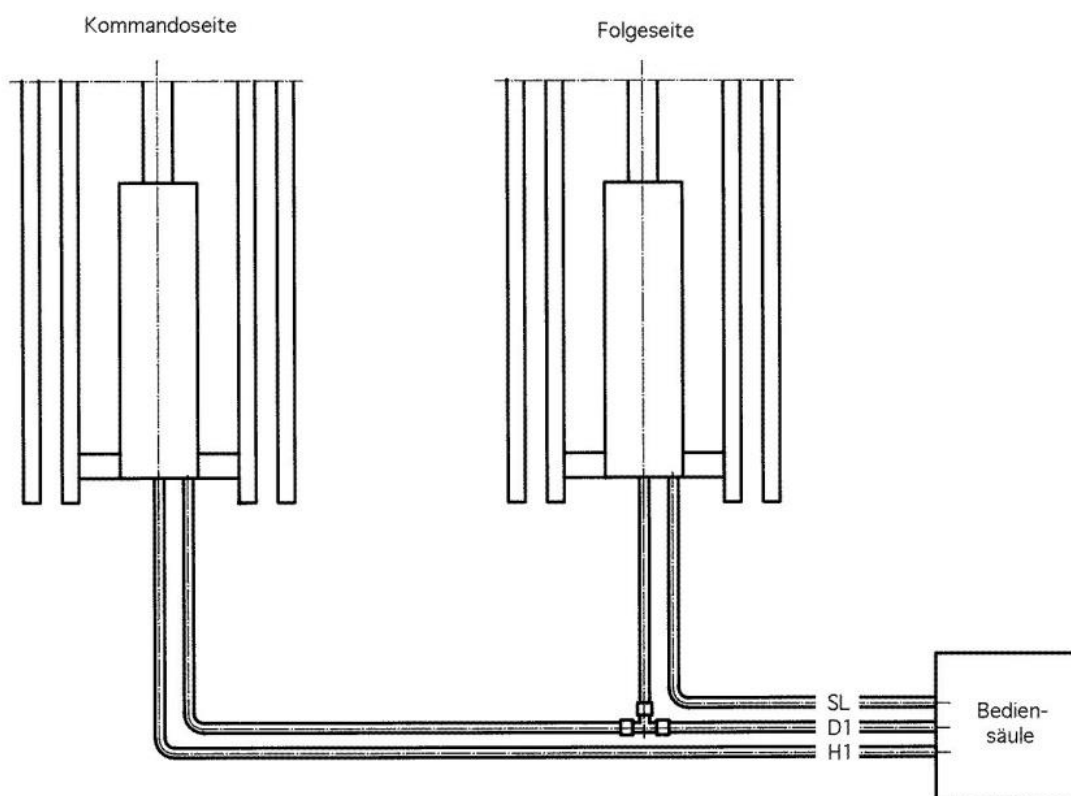 Kommandoseite
Folgeseite
SL
D1
H1
Bedien-
säule